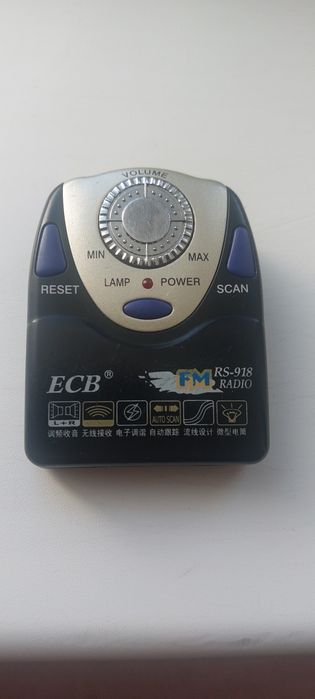 VOLUME
MIN MAX
LAMP POWER
RESET SCAN
ECB ® FM RS-918
RADIO
L+R AUTO SCAN
调频收音 无线接收 电子调谐 自动跟踪 流线设计 微型电筒